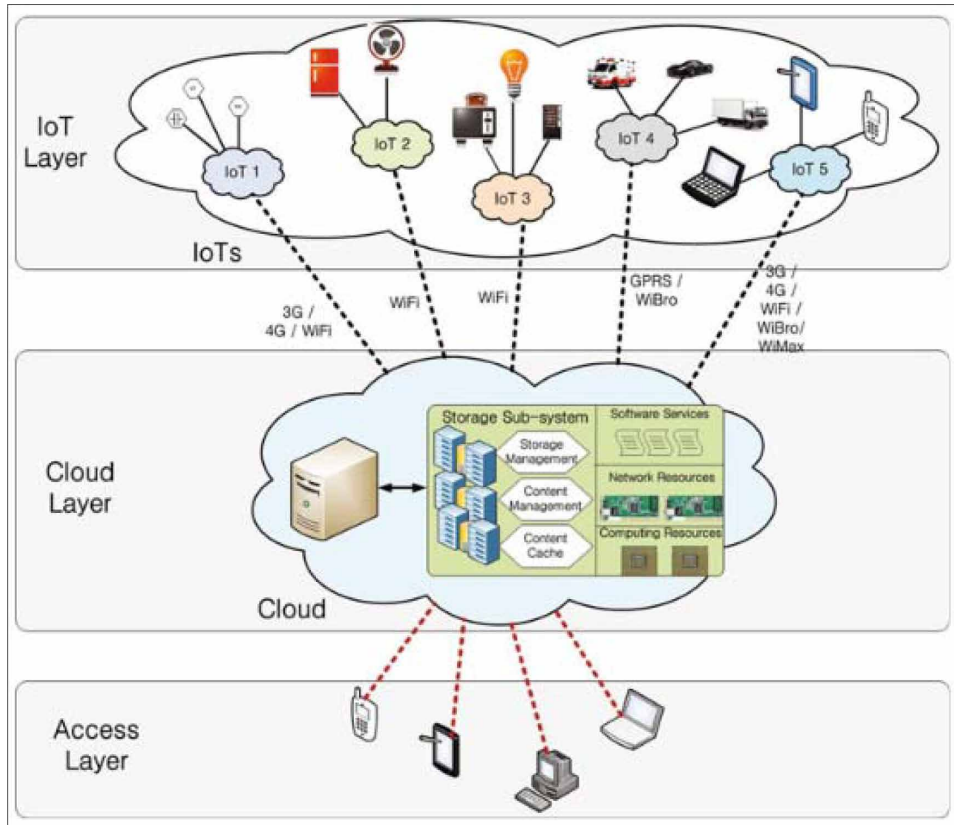 IoT
Layer
IoT 1
IoT 2
IoT 3
IoT 4
IoT 5
IoTs
3G /
4G / WiFi
WiFi
WiFi
GPRS /
WiBro
3G /
4G /
WiFi /
WiBro/
WiMax
Cloud
Layer
Storage Sub-system
Storage
Management
Content
Management
Content
Cache
Software Services
Network Resources
Computing Resources
Cloud
Access
Layer